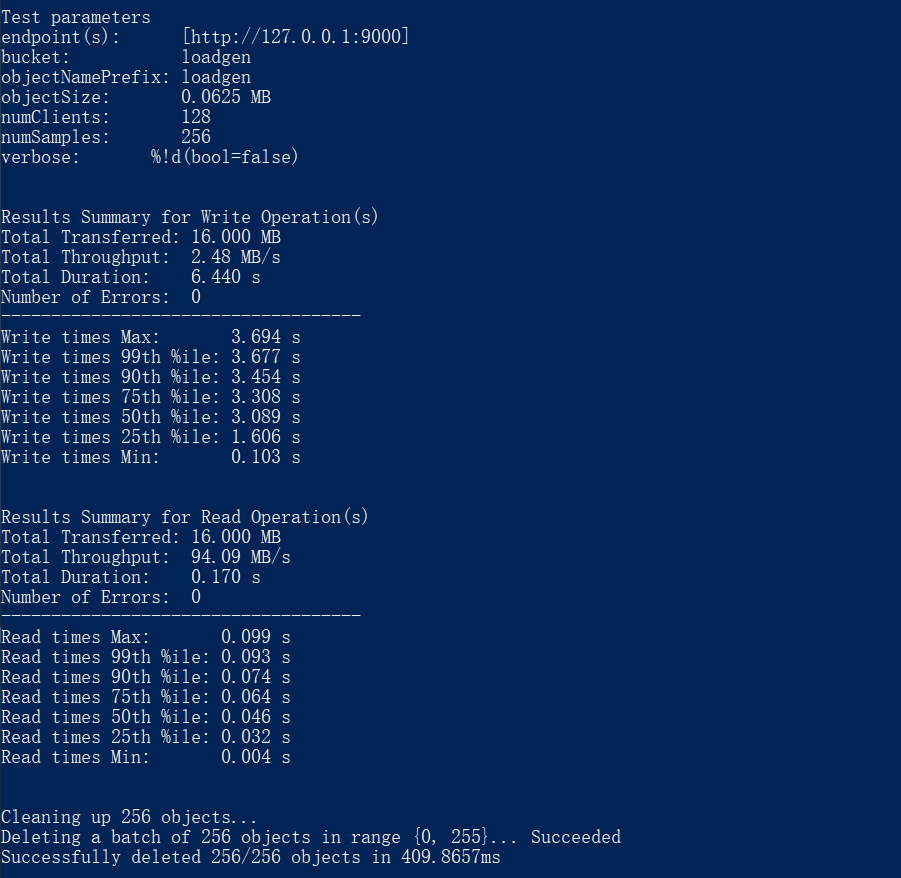 Test parameters
endpoint(s):      [http://127.0.0.1:9000]
bucket:           loadgen
objectNamePrefix: loadgen
objectSize:       0.0625 MB
numClients:       128
numSamples:       256
verbose:       %!d(bool=false)
Results Summary for Write Operation(s)
Total Transferred: 16.000 MB
Total Throughput:  2.48 MB/s
Total Duration:    6.440 s
Number of Errors:  0
------------------------------------
Write times Max:       3.694 s
Write times 99th %ile: 3.677 s
Write times 90th %ile: 3.454 s
Write times 75th %ile: 3.308 s
Write times 50th %ile: 3.089 s
Write times 25th %ile: 1.606 s
Write times Min:       0.103 s
Results Summary for Read Operation(s)
Total Transferred: 16.000 MB
Total Throughput:  94.09 MB/s
Total Duration:    0.170 s
Number of Errors:  0
------------------------------------
Read times Max:       0.099 s
Read times 99th %ile: 0.093 s
Read times 90th %ile: 0.074 s
Read times 75th %ile: 0.064 s
Read times 50th %ile: 0.046 s
Read times 25th %ile: 0.032 s
Read times Min:       0.004 s
Cleaning up 256 objects...
Deleting a batch of 256 objects in range {0, 255}... Succeeded
Successfully deleted 256/256 objects in 409.8657ms